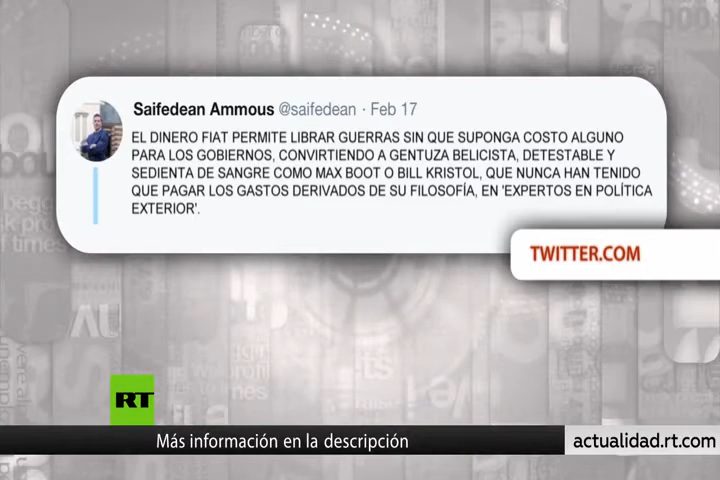 Saifedean Ammous @saifedean · Feb 17
EL DINERO FIAT PERMITE LIBRAR GUERRAS SIN QUE SUPONGA COSTO ALGUNO
PARA LOS GOBIERNOS, CONVIRTIENDO A GENTUZA BELICISTA, DETESTABLE Y
SEDIENTA DE SANGRE COMO MAX BOOT O BILL KRISTOL, QUE NUNCA HAN TENIDO
QUE PAGAR LOS GASTOS DERIVADOS DE SU FILOSOFÍA, EN 'EXPERTOS EN POLÍTICA
EXTERIOR'.
TWITTER.COM
RT
Más información en la descripción
actualidad.rt.com